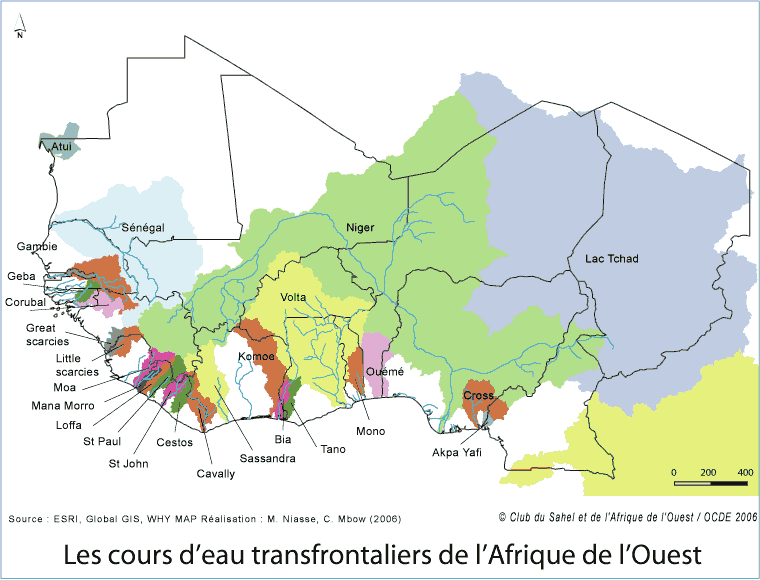 N
Atui
Sénégal
Niger
Gambie
Lac Tchad
Geba
Volta
Corubal
Great
scarcies
Little
scarcies
Komoe
Moa
Ouémé
Mana Morro
Cross
Loffa
Mono
St Paul
Cestos
Bia
Tano
Akpa Yafi
St John
Sassandra
Cavally
0 200 400
Source : ESRI, Global GIS, WHY MAP Réalisation : M. Niasse, C. Mbow (2006)
© Club du Sahel et de l'Afrique de l'Ouest / OCDE 2006
Les cours d'eau transfrontaliers de l'Afrique de l'Ouest